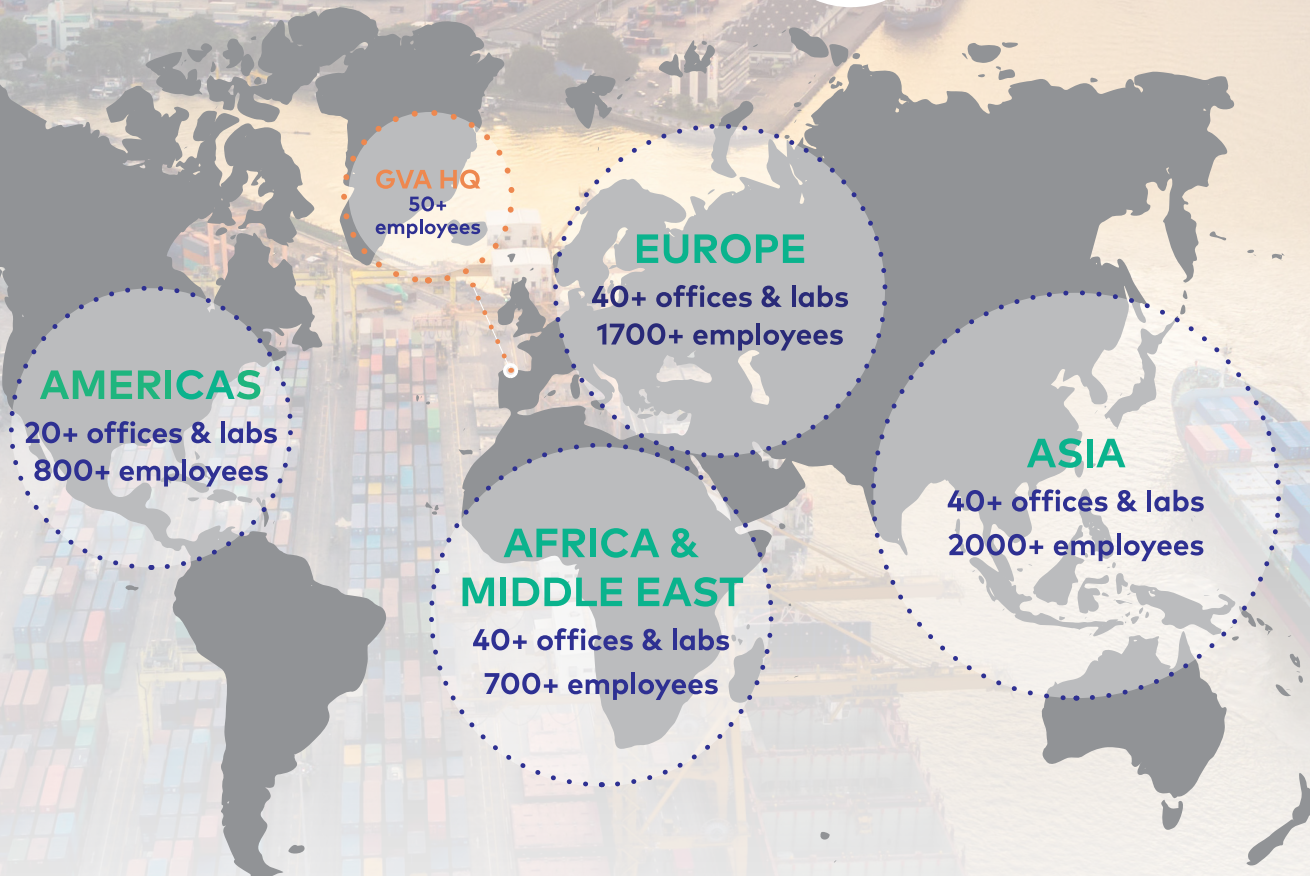 GVA HQ
50+
employees
EUROPE
40+ offices & labs
1700+ employees
AMERICAS
20+ offices & labs
800+ employees
ASIA
40+ offices & labs
2000+ employees
AFRICA &
MIDDLE EAST
40+ offices & labs
700+ employees